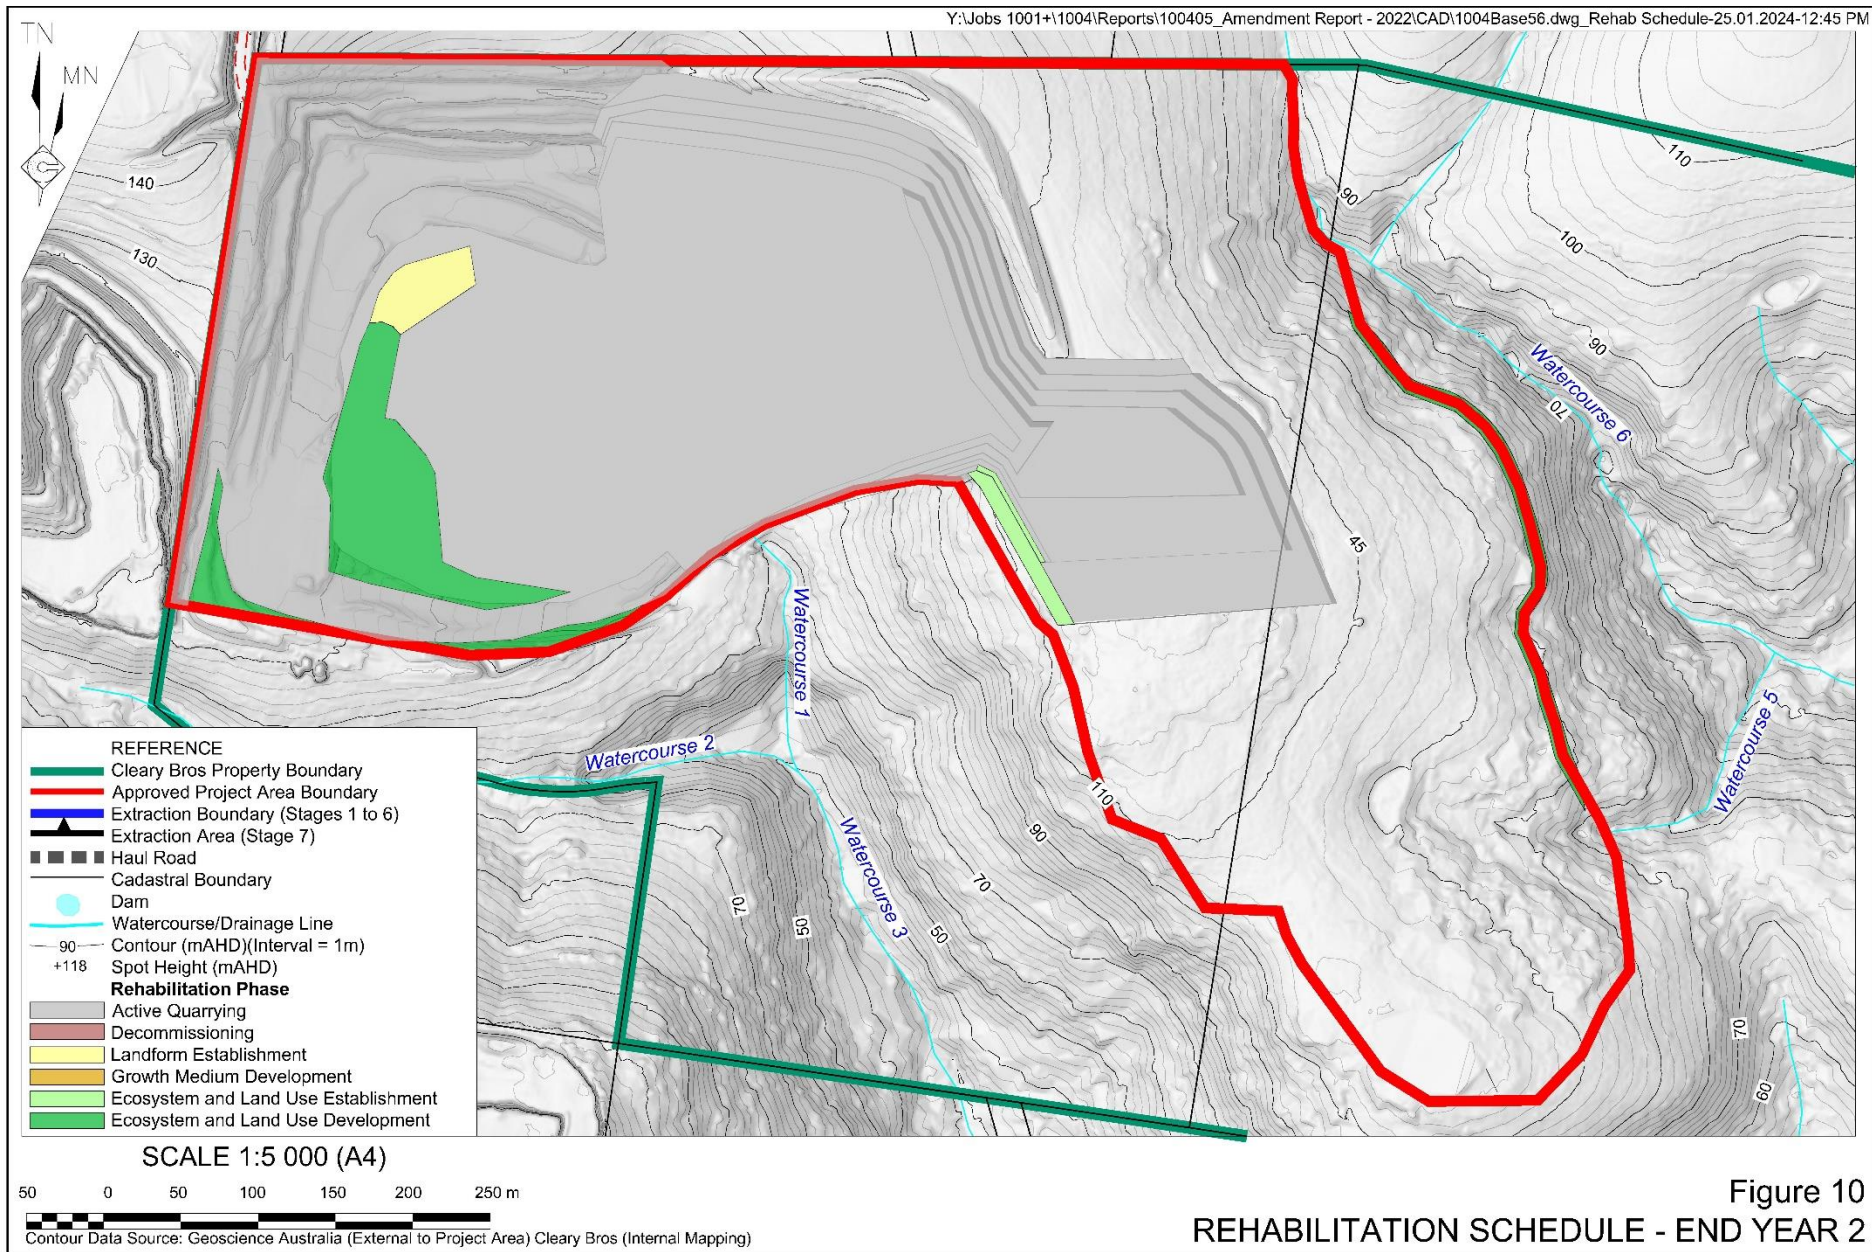 Y:\Jobs 1001+\1004\Reports\100405_Amendment Report - 2022\CAD\1004Base56.dwg_Rehab Schedule-25.01.2024-12:45 PM
TN
MN
140
130
110
90
100
90
70
Watercourse 6
45
Watercourse 1
Watercourse 2
Watercourse 5
110
90
Watercourse 3
70
70
50
50
70
60
REFERENCE
Cleary Bros Property Boundary
Approved Project Area Boundary
Extraction Boundary (Stages 1 to 6)
Extraction Area (Stage 7)
Haul Road
Cadastral Boundary
Dam
Watercourse/Drainage Line
90 Contour (mAHD)(Interval = 1m)
+118 Spot Height (mAHD)
Rehabilitation Phase
Active Quarrying
Decommissioning
Landform Establishment
Growth Medium Development
Ecosystem and Land Use Establishment
Ecosystem and Land Use Development
SCALE 1:5 000 (A4)
50 0 50 100 150 200 250 m
Contour Data Source: Geoscience Australia (External to Project Area) Cleary Bros (Internal Mapping)
Figure 10
REHABILITATION SCHEDULE - END YEAR 2